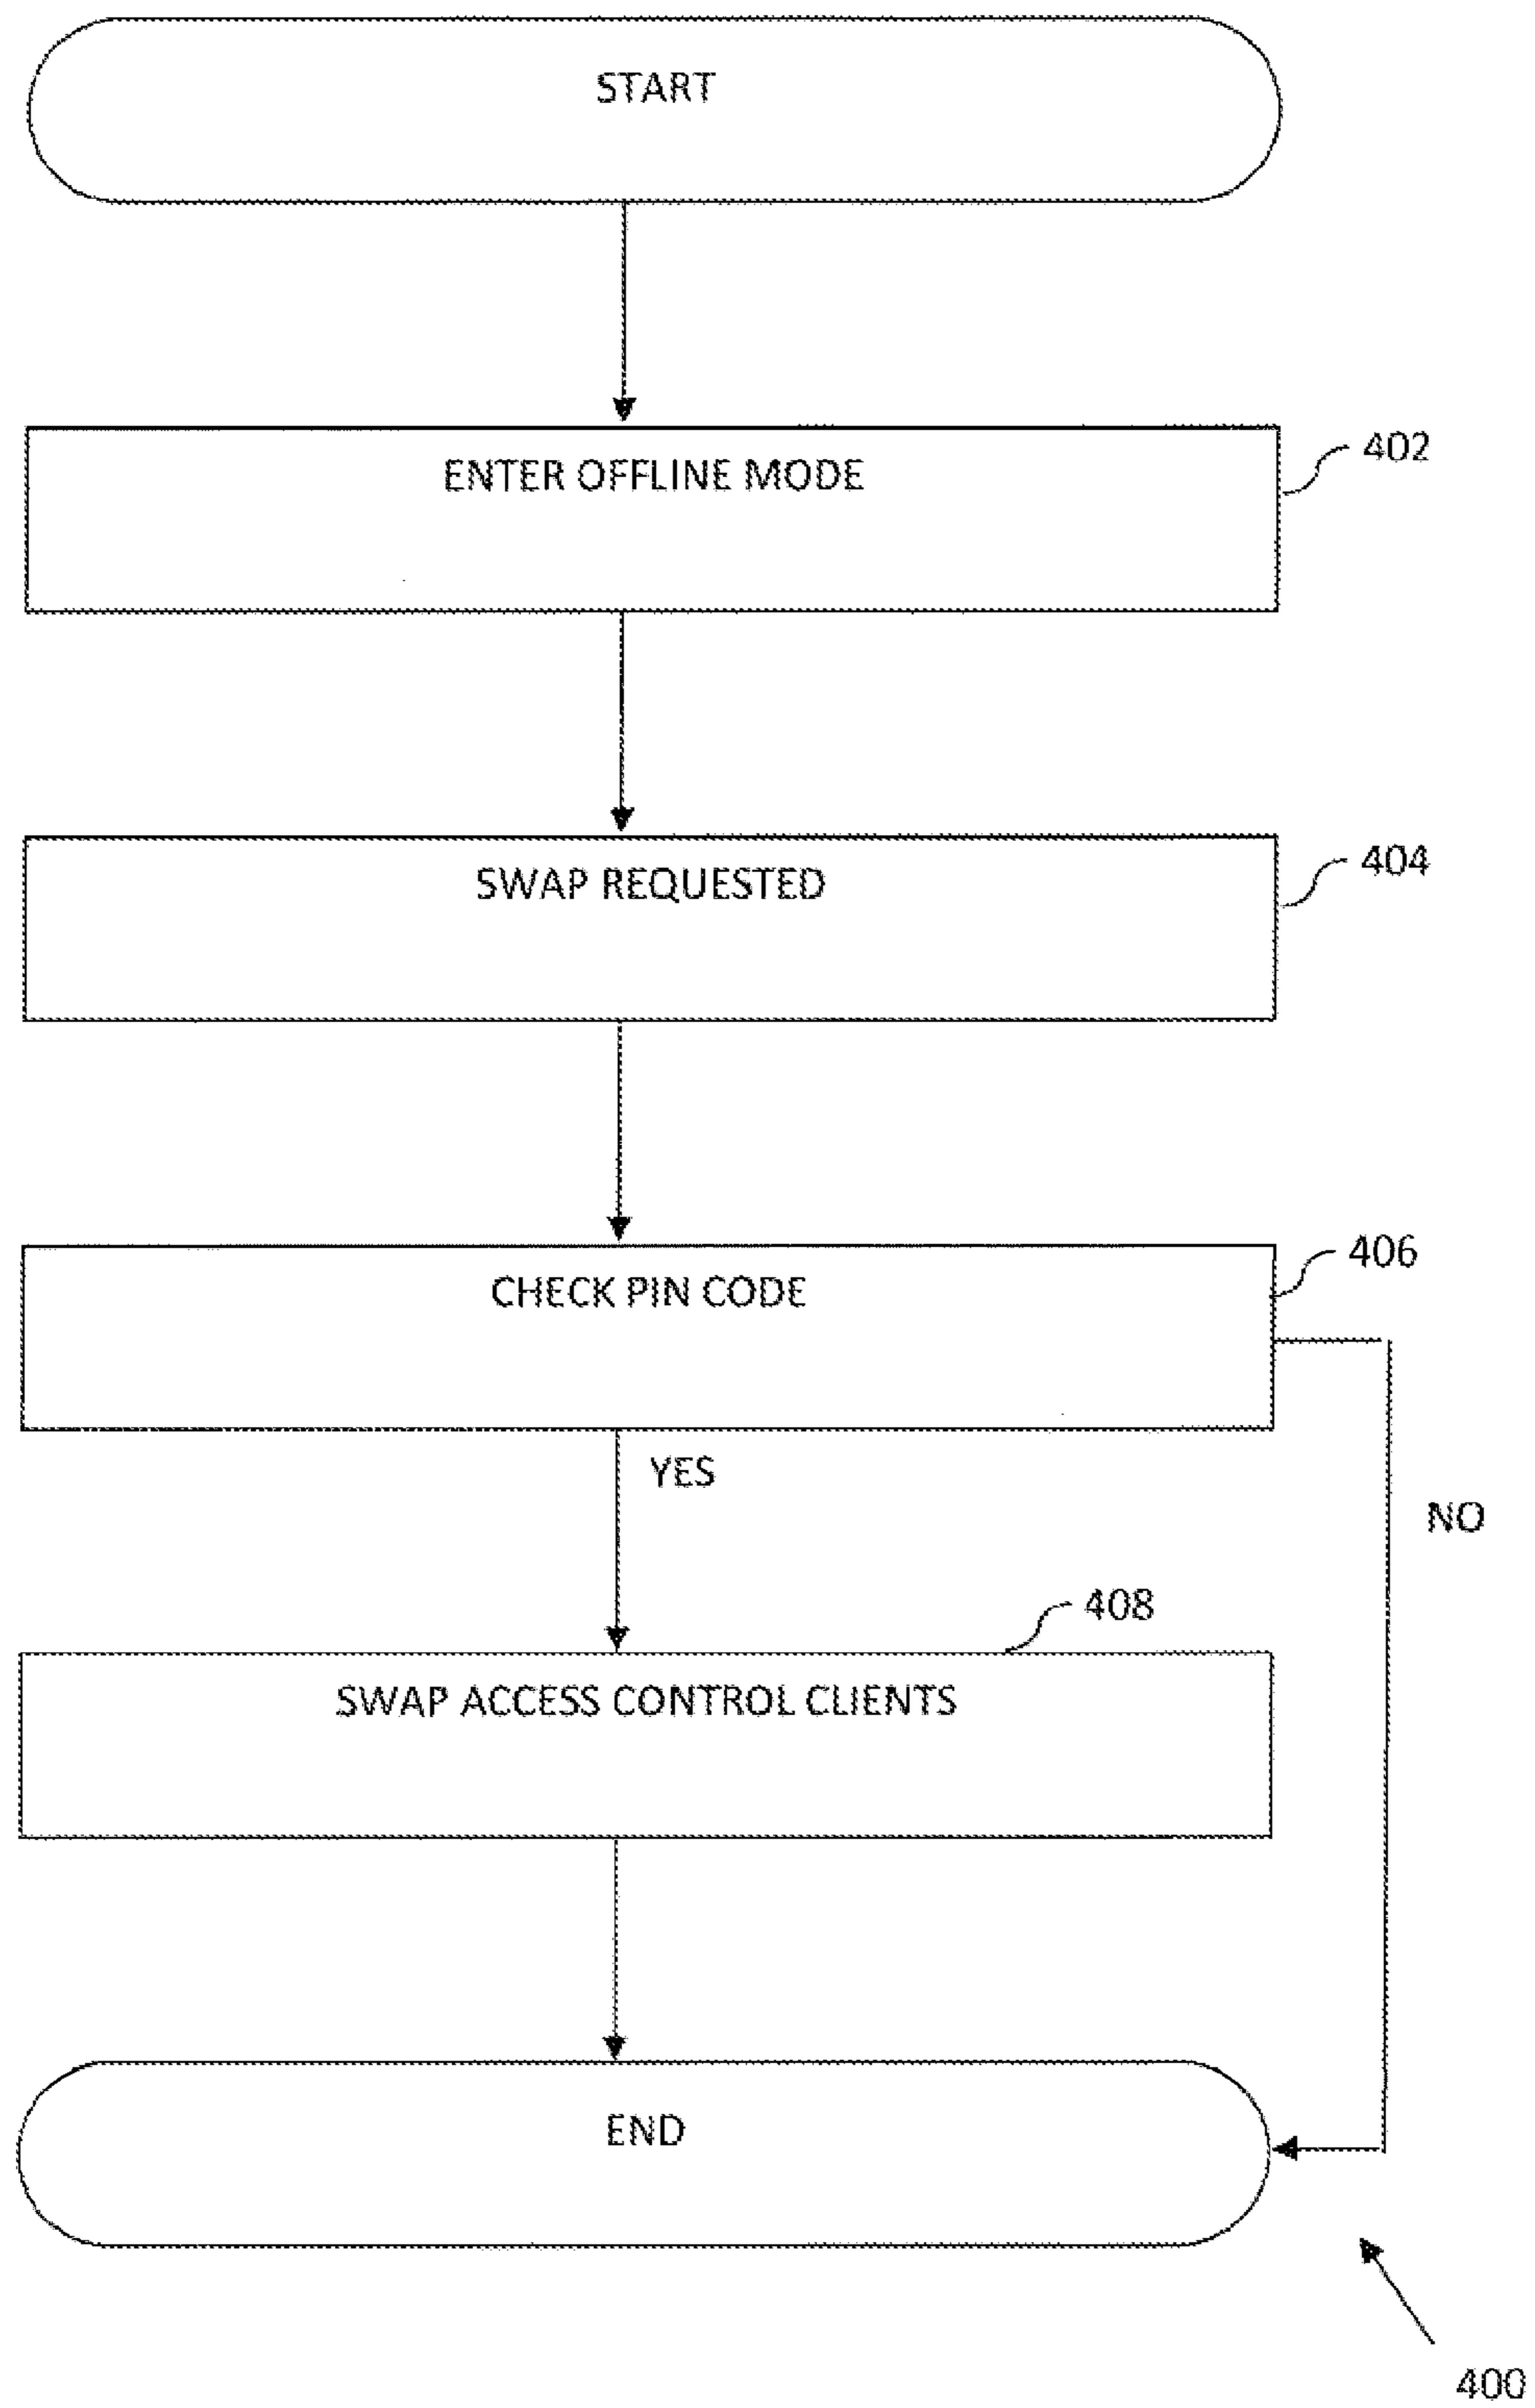 START
ENTER OFFLINE MODE
402
SWAP REQUESTED
404
CHECK PIN CODE
406
YES
NO
408
SWAP ACCESS CONTROL CLIENTS
END
400